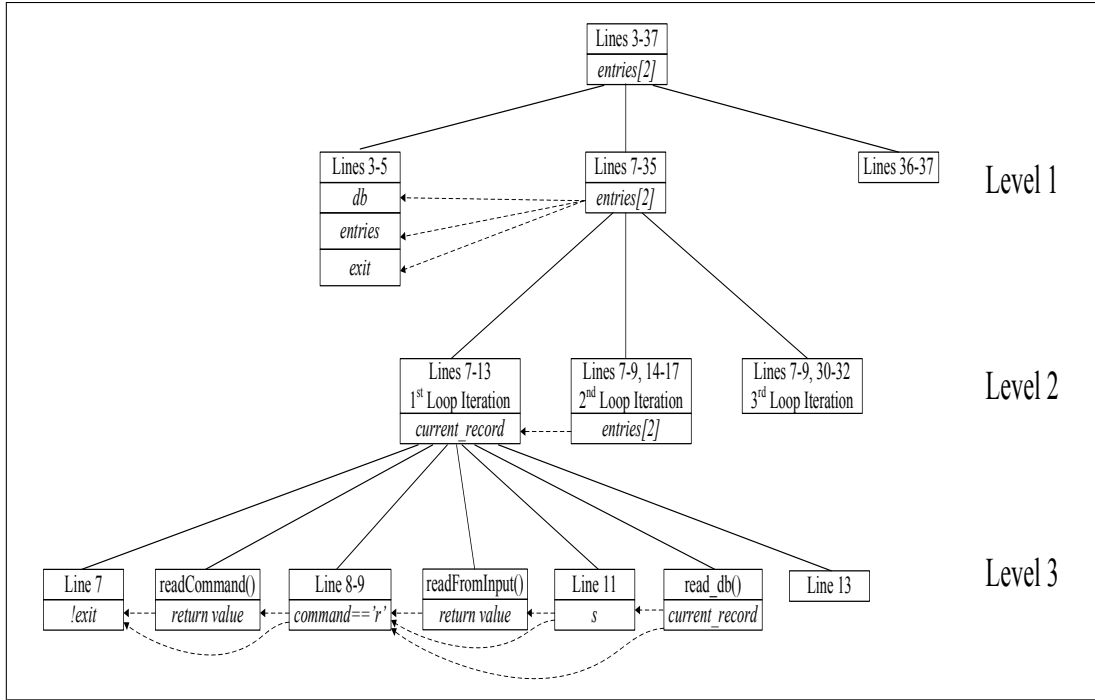 Lines 3-37
entries[2]
Lines 3-5
db
entries
exit
Lines 7-35
entries[2]
Lines 36-37
Level 1
Lines 7-13
1st Loop Iteration
current_record
Lines 7-9, 14-17
2nd Loop Iteration
entries[2]
Lines 7-9, 30-32
3rd Loop Iteration
Level 2
Line 7
!exit
readCommand()
return value
Line 8-9
command=='r'
readFromInput()
return value
Line 11
s
read_db()
current_record
Line 13
Level 3